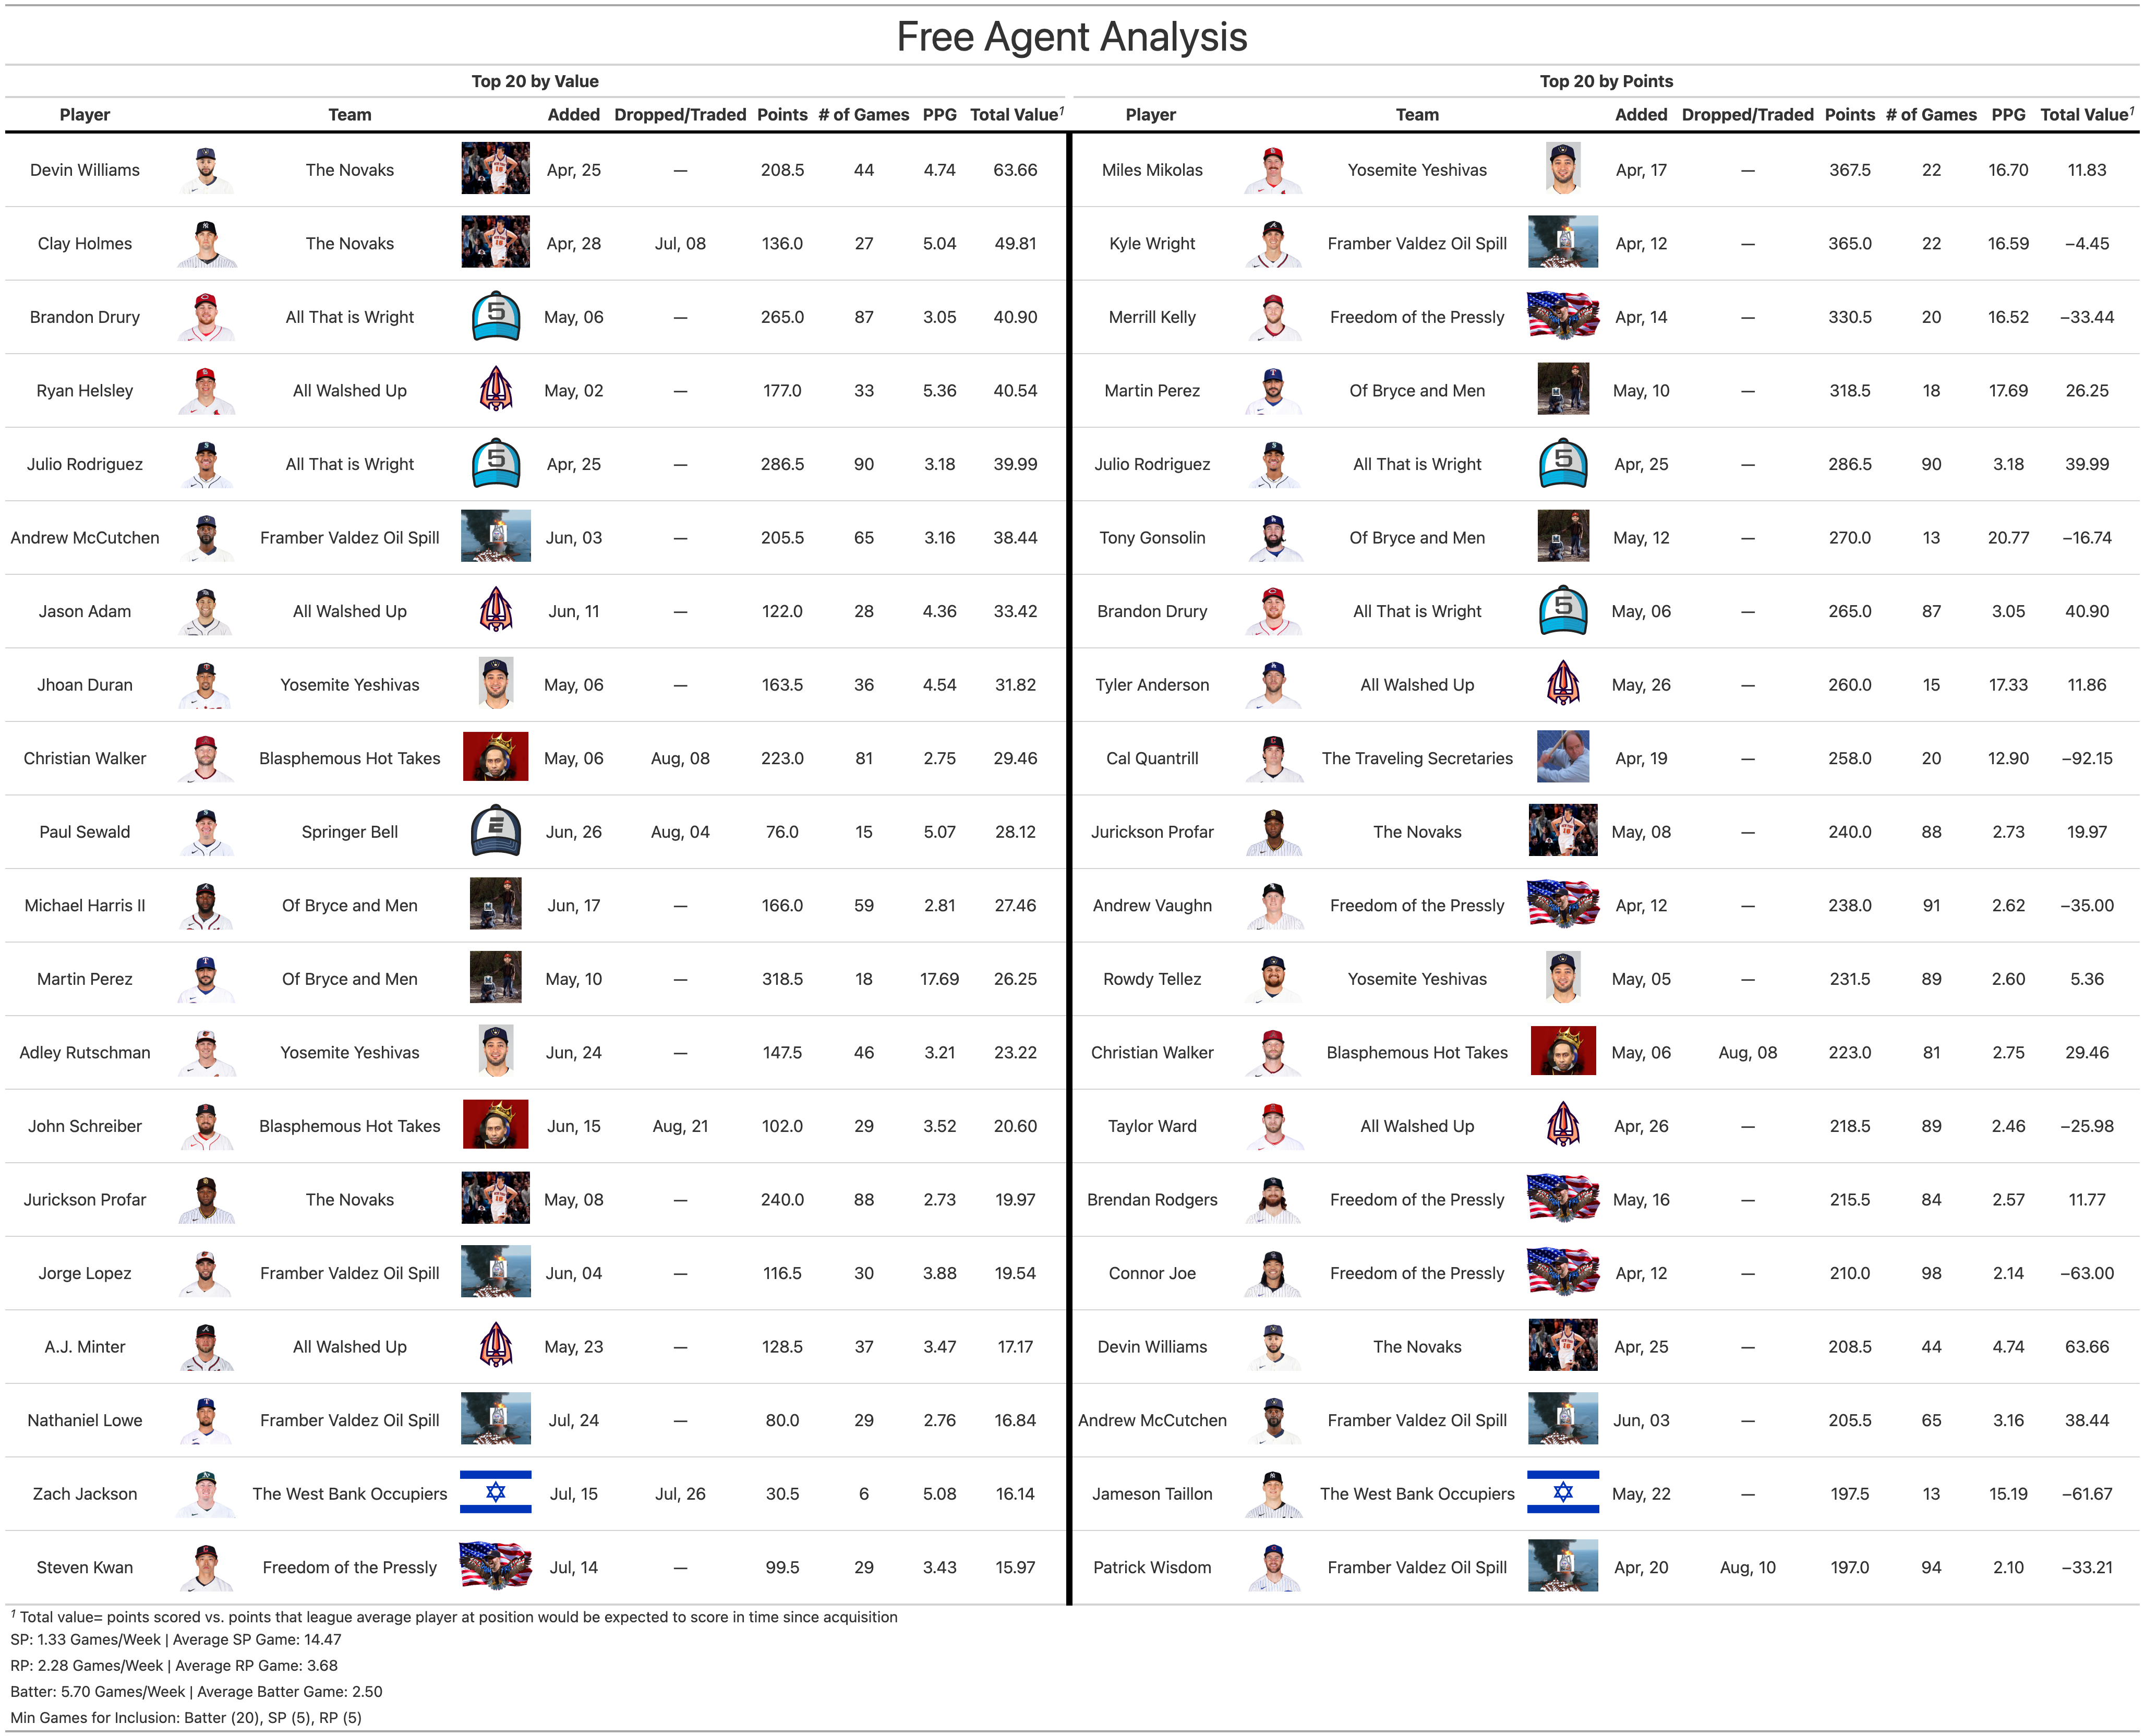 Free Agent Analysis
Top 20 by Value Top 20 by Points
Player Team Added Dropped/Traded Points # of Games PPG Total Value1 Player Team Added Dropped/Traded Points # of Games PPG Total Value1
Devin Williams The Novaks Apr, 25 — 208.5 44 4.74 63.66 Miles Mikolas Yosemite Yeshivas Apr, 17 — 367.5 22 16.70 11.83
Clay Holmes The Novaks Apr, 28 Jul, 08 136.0 27 5.04 49.81 Kyle Wright Framber Valdez Oil Spill Apr, 12 — 365.0 22 16.59 −4.45
Brandon Drury All That is Wright May, 06 — 265.0 87 3.05 40.90 Merrill Kelly Freedom of the Pressly Apr, 14 — 330.5 20 16.52 −33.44
Ryan Helsley All Walshed Up May, 02 — 177.0 33 5.36 40.54 Martin Perez Of Bryce and Men May, 10 — 318.5 18 17.69 26.25
Julio Rodriguez All That is Wright Apr, 25 — 286.5 90 3.18 39.99 Julio Rodriguez All That is Wright Apr, 25 — 286.5 90 3.18 39.99
Andrew McCutchen Framber Valdez Oil Spill Jun, 03 — 205.5 65 3.16 38.44 Tony Gonsolin Of Bryce and Men May, 12 — 270.0 13 20.77 −16.74
Jason Adam All Walshed Up Jun, 11 — 122.0 28 4.36 33.42 Brandon Drury All That is Wright May, 06 — 265.0 87 3.05 40.90
Jhoan Duran Yosemite Yeshivas May, 06 — 163.5 36 4.54 31.82 Tyler Anderson All Walshed Up May, 26 — 260.0 15 17.33 11.86
Christian Walker Blasphemous Hot Takes May, 06 Aug, 08 223.0 81 2.75 29.46 Cal Quantrill The Traveling Secretaries Apr, 19 — 258.0 20 12.90 −92.15
Paul Sewald Springer Bell Jun, 26 Aug, 04 76.0 15 5.07 28.12 Jurickson Profar The Novaks May, 08 — 240.0 88 2.73 19.97
Michael Harris II Of Bryce and Men Jun, 17 — 166.0 59 2.81 27.46 Andrew Vaughn Freedom of the Pressly Apr, 12 — 238.0 91 2.62 −35.00
Martin Perez Of Bryce and Men May, 10 — 318.5 18 17.69 26.25 Rowdy Tellez Yosemite Yeshivas May, 05 — 231.5 89 2.60 5.36
Adley Rutschman Yosemite Yeshivas Jun, 24 — 147.5 46 3.21 23.22 Christian Walker Blasphemous Hot Takes May, 06 Aug, 08 223.0 81 2.75 29.46
John Schreiber Blasphemous Hot Takes Jun, 15 Aug, 21 102.0 29 3.52 20.60 Taylor Ward All Walshed Up Apr, 26 — 218.5 89 2.46 −25.98
Jurickson Profar The Novaks May, 08 — 240.0 88 2.73 19.97 Brendan Rodgers Freedom of the Pressly May, 16 — 215.5 84 2.57 11.77
Jorge Lopez Framber Valdez Oil Spill Jun, 04 — 116.5 30 3.88 19.54 Connor Joe Freedom of the Pressly Apr, 12 — 210.0 98 2.14 −63.00
A.J. Minter All Walshed Up May, 23 — 128.5 37 3.47 17.17 Devin Williams The Novaks Apr, 25 — 208.5 44 4.74 63.66
Nathaniel Lowe Framber Valdez Oil Spill Jul, 24 — 80.0 29 2.76 16.84 Andrew McCutchen Framber Valdez Oil Spill Jun, 03 — 205.5 65 3.16 38.44
Zach Jackson The West Bank Occupiers Jul, 15 Jul, 26 30.5 6 5.08 16.14 Jameson Taillon The West Bank Occupiers May, 22 — 197.5 13 15.19 −61.67
Steven Kwan Freedom of the Pressly Jul, 14 — 99.5 29 3.43 15.97 Patrick Wisdom Framber Valdez Oil Spill Apr, 20 Aug, 10 197.0 94 2.10 −33.21
1 Total value= points scored vs. points that league average player at position would be expected to score in time since acquisition
SP: 1.33 Games/Week | Average SP Game: 14.47
RP: 2.28 Games/Week | Average RP Game: 3.68
Batter: 5.70 Games/Week | Average Batter Game: 2.50
Min Games for Inclusion: Batter (20), SP (5), RP (5)